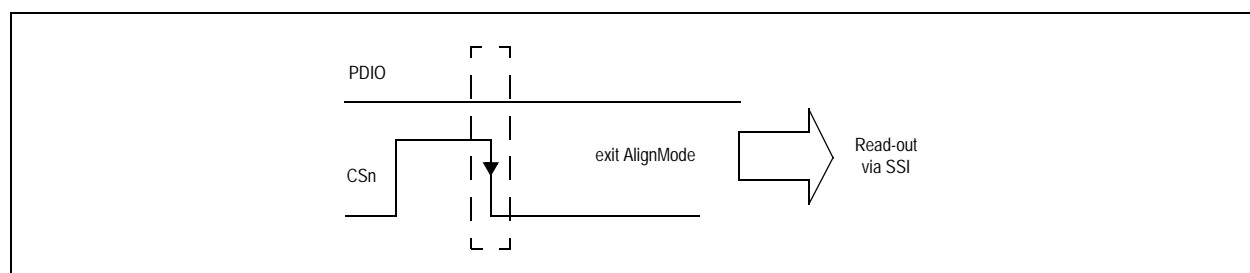 PDIO
exit AlignMode
Read-out
via SSI
CSn